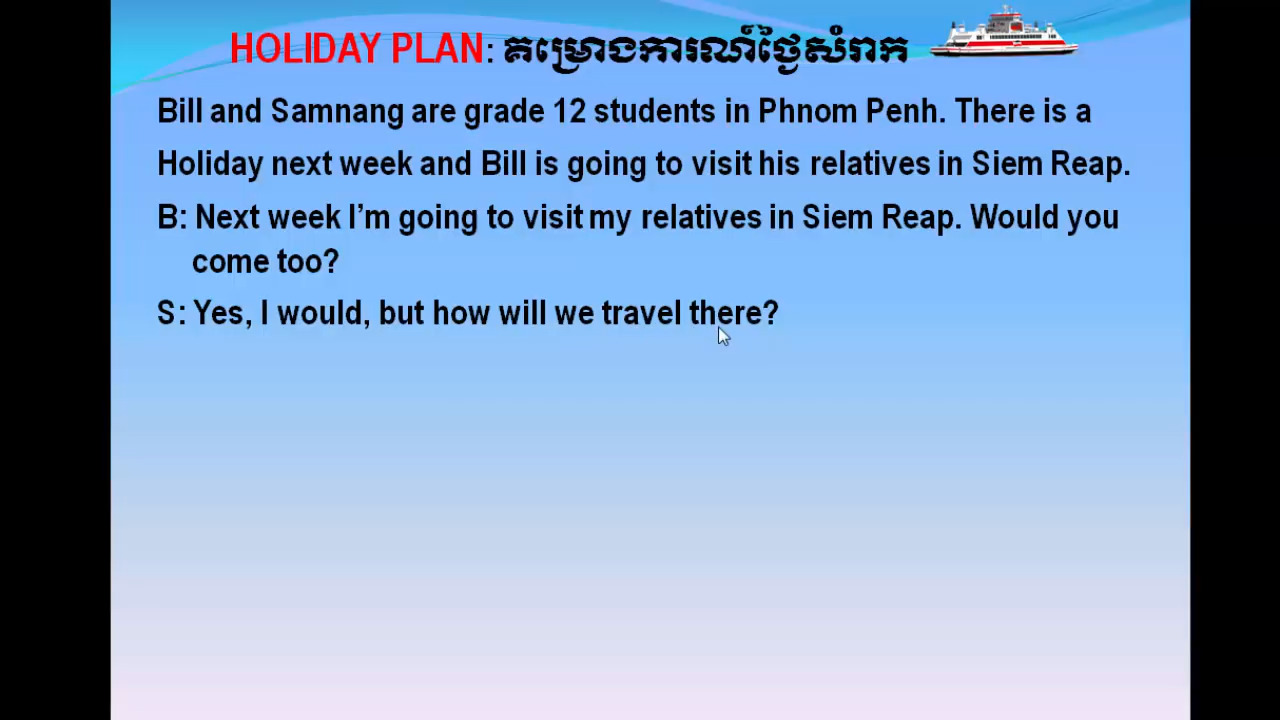 HOLIDAY PLAN: គម្រោងការណ៍ថ្ងៃសំរាក
Bill and Samnang are grade 12 students in Phnom Penh. There is a
Holiday next week and Bill is going to visit his relatives in Siem Reap.
B: Next week I’m going to visit my relatives in Siem Reap. Would you
come too?
S: Yes, I would, but how will we travel there?